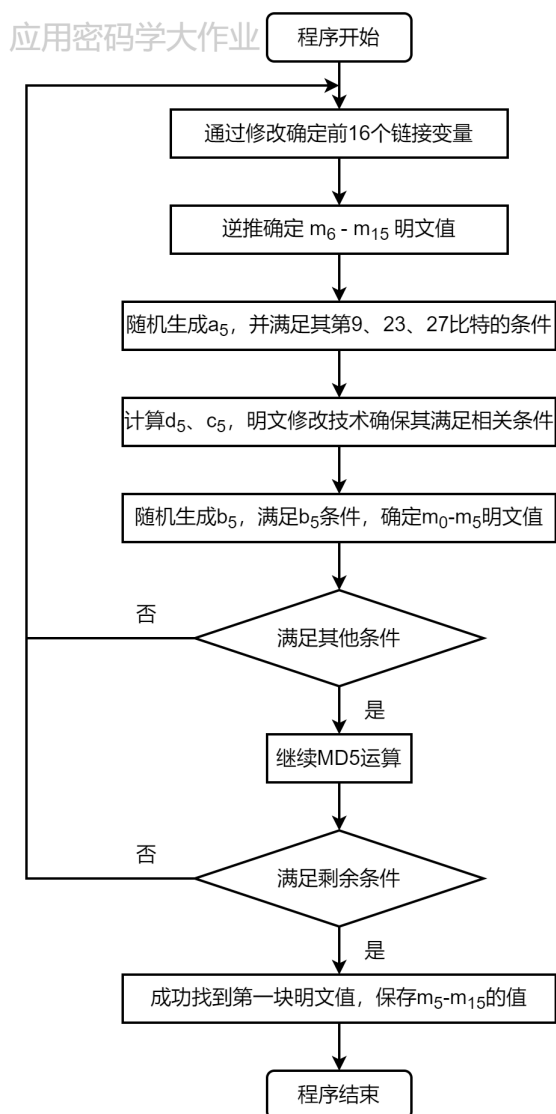 应用密码学大作业
程序开始
通过修改确定前16个链接变量
逆推确定 m6 - m15 明文值
随机生成a5，并满足其第9、23、27比特的条件
计算d5、c5，明文修改技术确保其满足相关条件
随机生成b5，满足b5条件，确定m0-m5明文值
否
满足其他条件
是
继续MD5运算
否
满足剩余条件
是
成功找到第一块明文值，保存m5-m15的值
程序结束